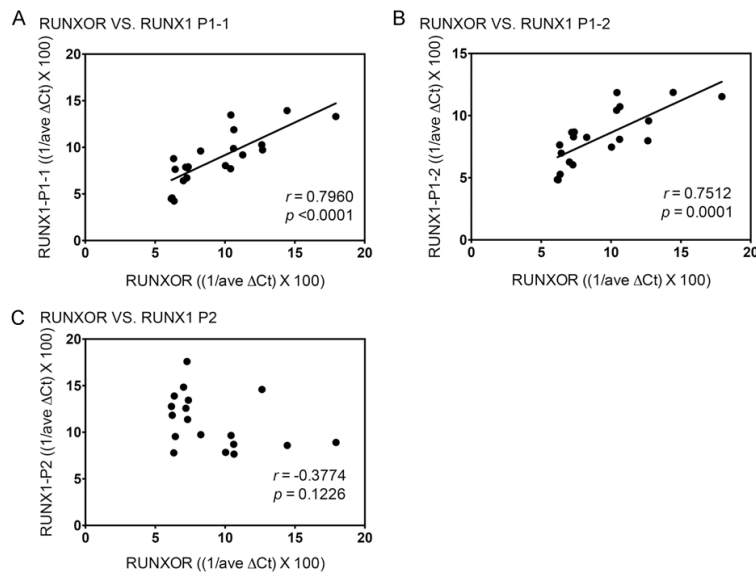 A RUNXOR VS. RUNX1 P1-1
RUNX1-P1-1 ((1/ave ΔCt) X 100)
20
15
10
5
0
r = 0.7960
p <0.0001
0 5 10 15 20
RUNXOR ((1/ave ΔCt) X 100)
B RUNXOR VS. RUNX1 P1-2
RUNX1-P1-2 ((1/ave ΔCt) X 100)
15
10
5
0
r = 0.7512
p = 0.0001
0 5 10 15 20
RUNXOR ((1/ave ΔCt) X 100)
C RUNXOR VS. RUNX1 P2
RUNX1-P2 ((1/ave ΔCt) X 100)
20
15
10
5
0
r = -0.3774
p = 0.1226
0 5 10 15 20
RUNXOR ((1/ave ΔCt) X 100)